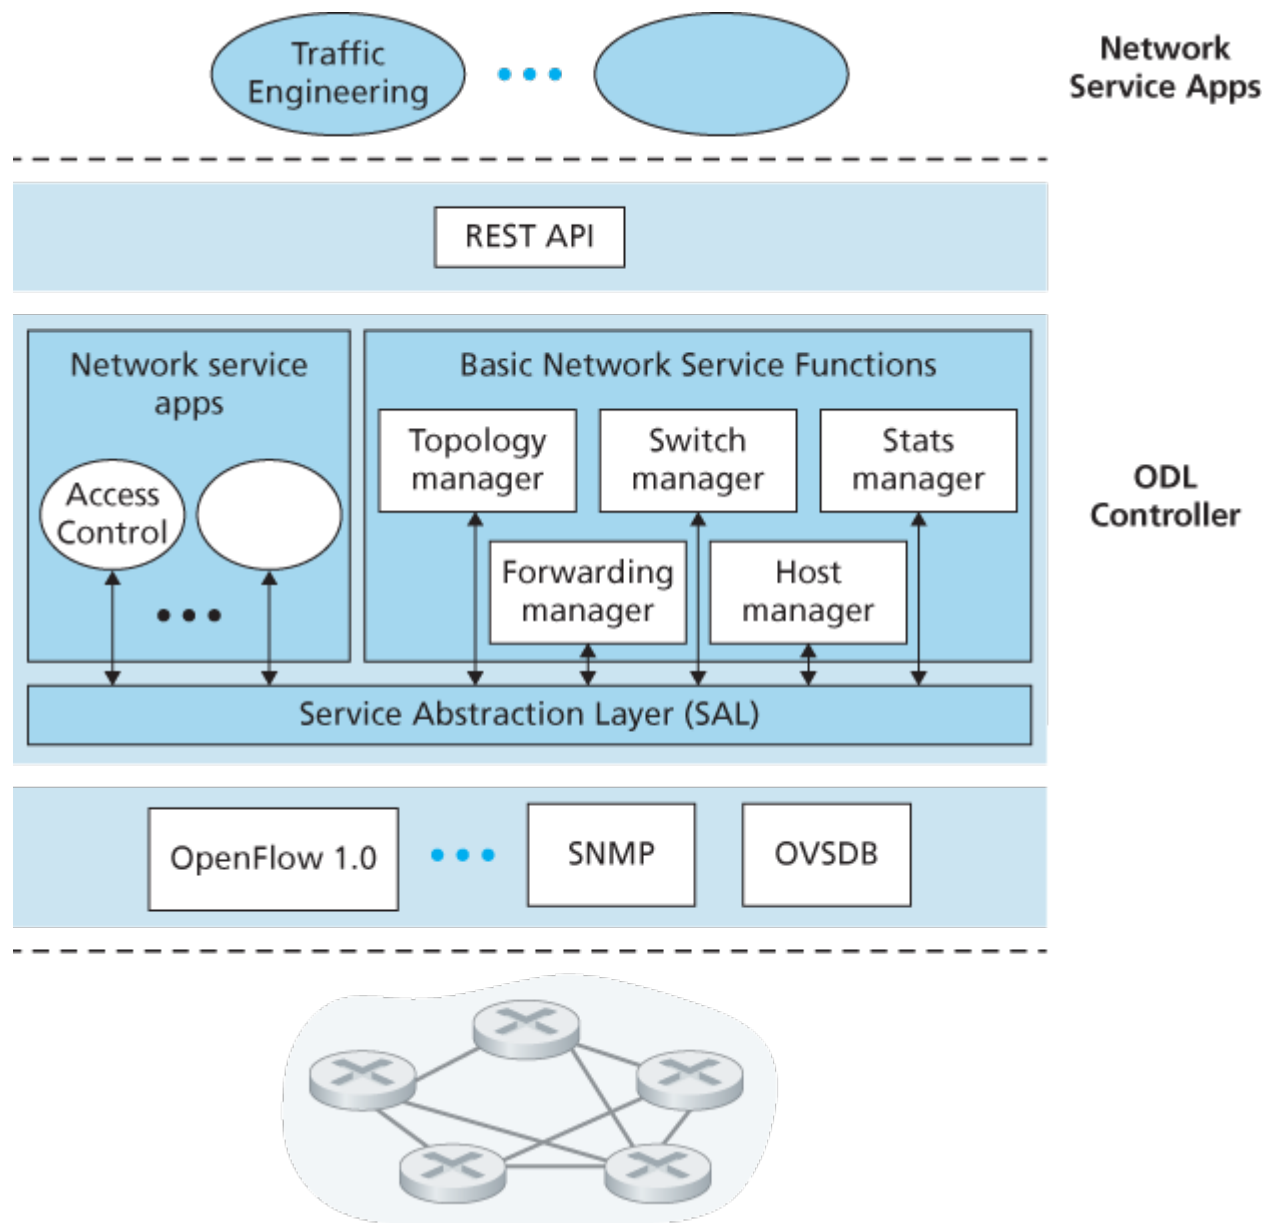 Traffic
Engineering
Network
Service Apps
REST API
Network service
apps
Access
Control
Basic Network Service Functions
Topology
manager
Switch
manager
Stats
manager
Forwarding
manager
Host
manager
ODL
Controller
Service Abstraction Layer (SAL)
OpenFlow 1.0
SNMP
OVSDB